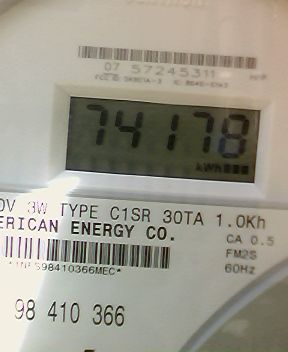 07 57245311
74178
kWh
3W TYPE C1SR 30TA 1.0Kh
ERICAN ENERGY CO.
CA 0.5
FM2S
60Hz
98 410 366